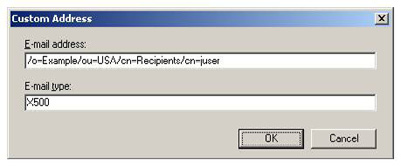 Custom Address
E-mail address:
/o=Example/ou=USA/cn=Recipients/cn=juser
E-mail type:
X500
OK
Cancel